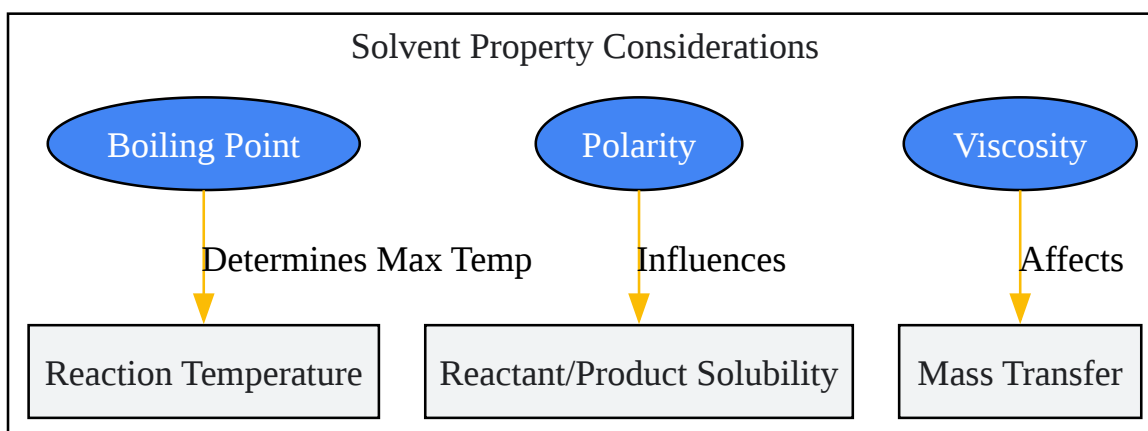 Solvent Property Considerations
Boiling Point
Polarity
Viscosity
Determines Max Temp
Influences
Affects
Reaction Temperature
Reactant/Product Solubility
Mass Transfer